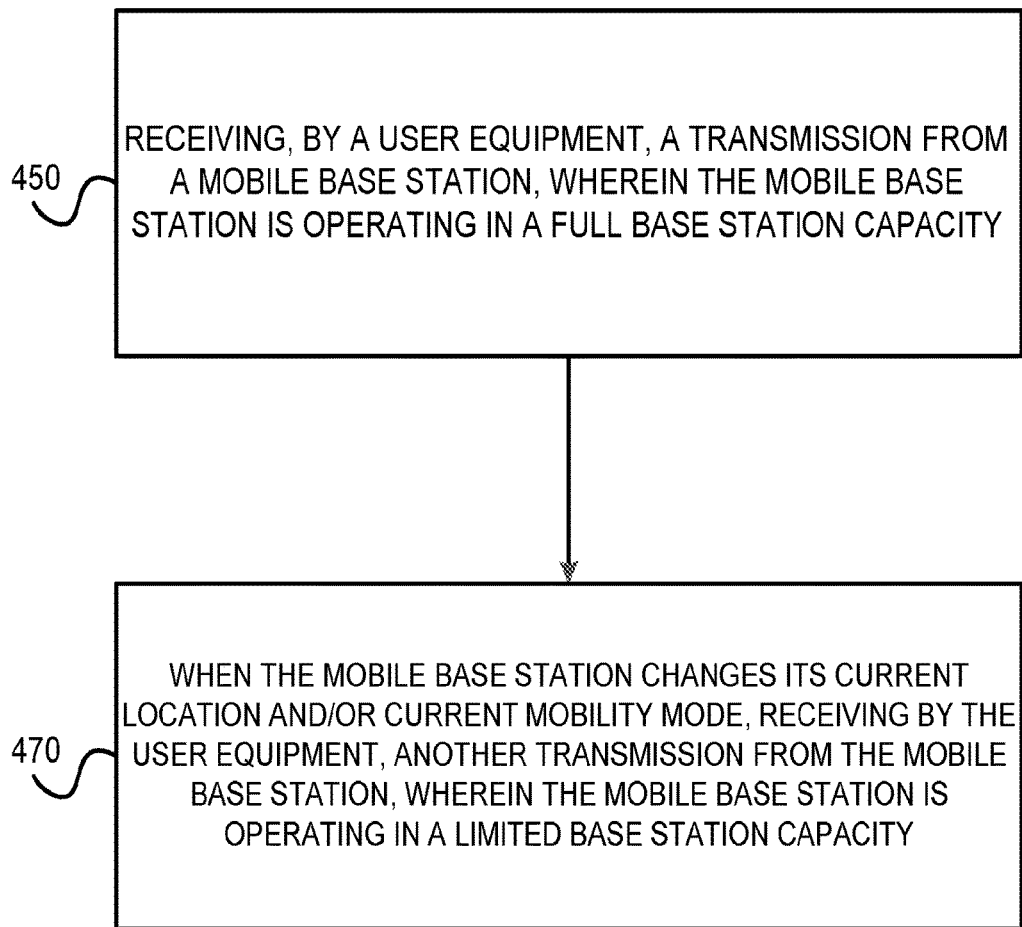 450
RECEIVING, BY A USER EQUIPMENT, A TRANSMISSION FROM
A MOBILE BASE STATION, WHEREIN THE MOBILE BASE
STATION IS OPERATING IN A FULL BASE STATION CAPACITY
470
WHEN THE MOBILE BASE STATION CHANGES ITS CURRENT
LOCATION AND/OR CURRENT MOBILITY MODE, RECEIVING BY THE
USER EQUIPMENT, ANOTHER TRANSMISSION FROM THE MOBILE
BASE STATION, WHEREIN THE MOBILE BASE STATION IS
OPERATING IN A LIMITED BASE STATION CAPACITY